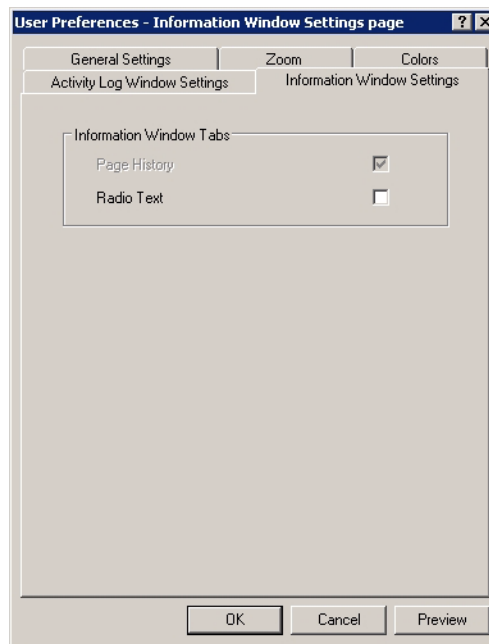 User Preferences - Information Window Settings page
General Settings Zoom Colors
Activity Log Window Settings Information Window Settings
Information Window Tabs
Page History
Radio Text
OK Cancel Preview